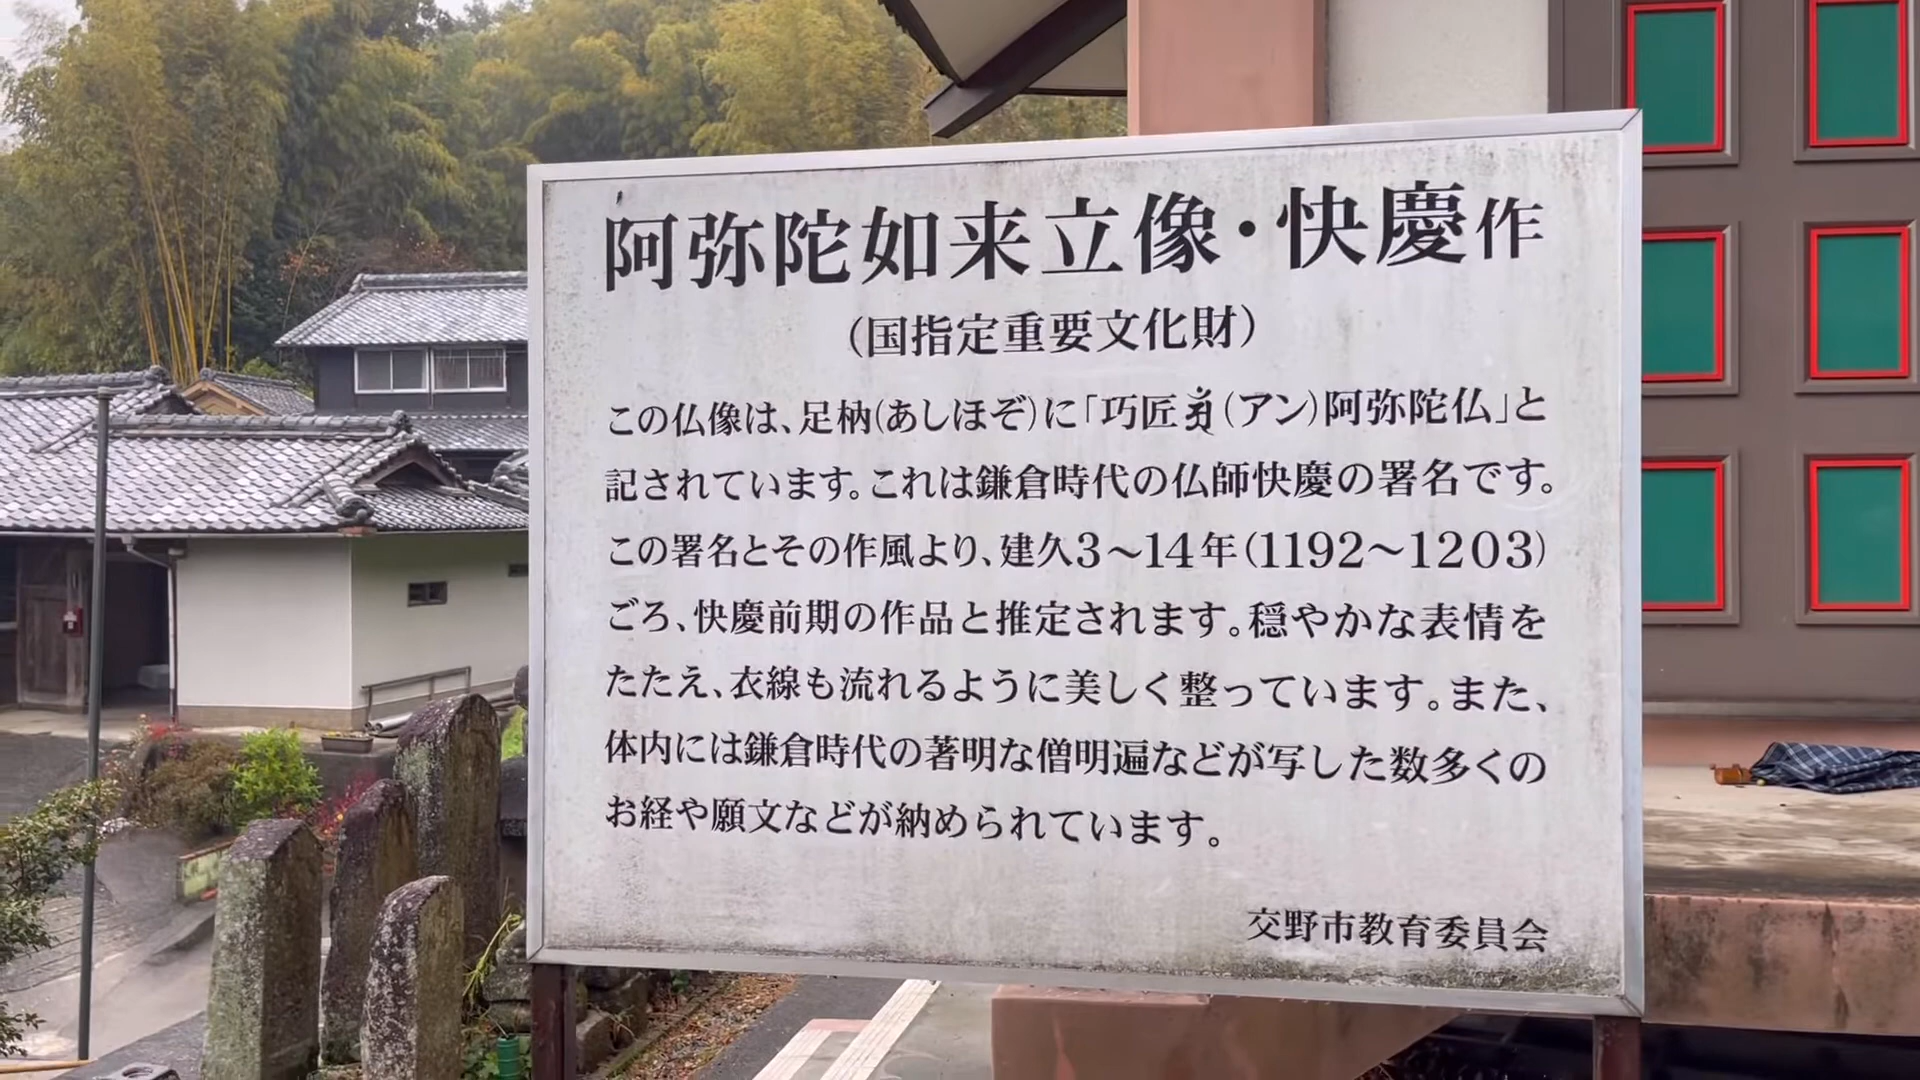 阿弥陀如来立像・快慶作
(国指定重要文化財)
この仏像は、足柄(あしほぞ)に「巧匠(アン)阿弥陀仏」と
記されています。これは鎌倉時代の仏師快慶の署名です。
この署名とその作風より、建久3〜14年(1192〜1203)
ごろ、快慶前期の作品と推定されます。穏やかな表情を
たたえ、衣線も流れるように美しく整っています。また、
体内には鎌倉時代の著明な僧明遍などが写した数多くの
お経や願文などが納められています。
交野市教育委員会